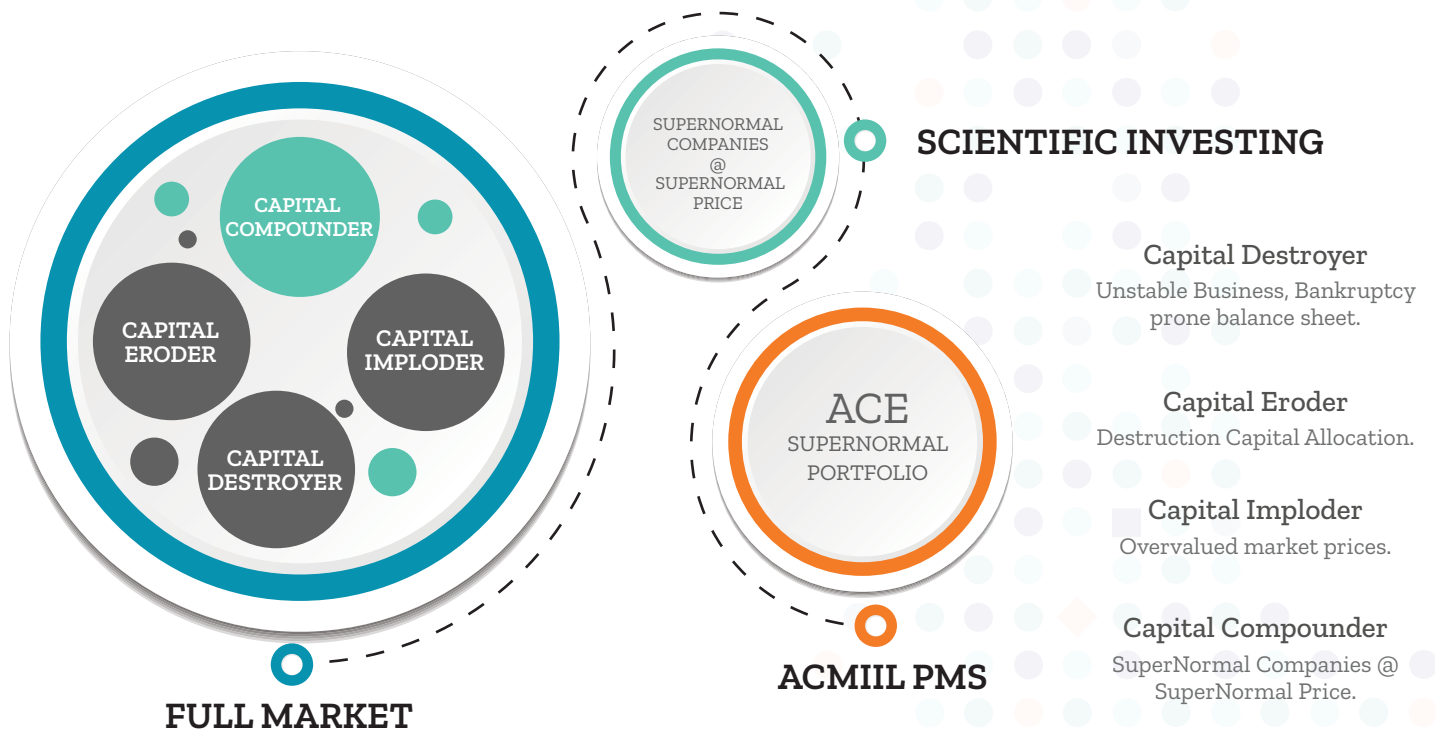 CAPITAL
COMPOUNDER
CAPITAL
ERODER
CAPITAL
IMPLODER
CAPITAL
DESTROYER
FULL MARKET
SUPERNORMAL
COMPANIES
@
SUPERNORMAL
PRICE
SCIENTIFIC INVESTING
ACE
SUPERNORMAL
PORTFOLIO
ACMIIL PMS
Capital Destroyer
Unstable Business, Bankruptcy
prone balance sheet.
Capital Eroder
Destruction Capital Allocation.
Capital Imploder
Overvalued market prices.
Capital Compounder
SuperNormal Companies @
SuperNormal Price.